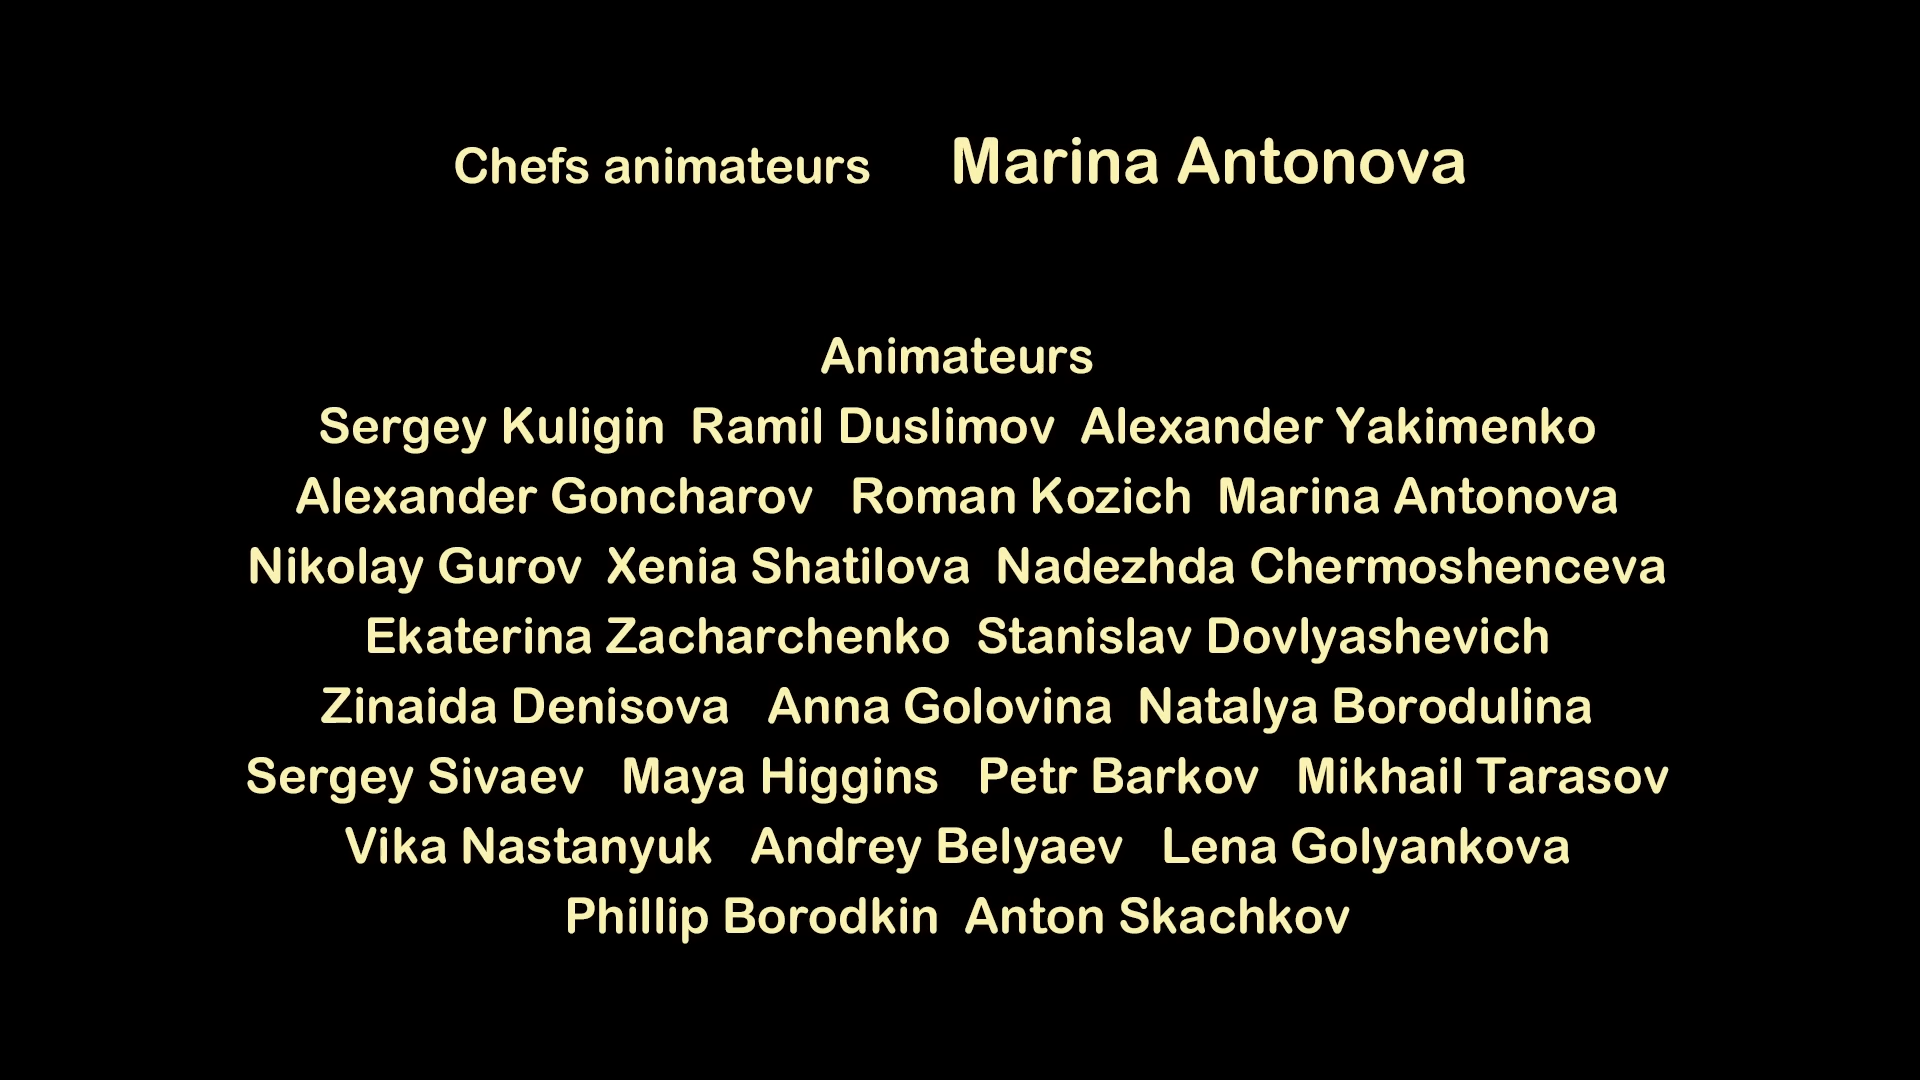 Chefs animateurs Marina Antonova
Animateurs
Sergey Kuligin Ramil Duslimov Alexander Yakimenko
Alexander Goncharov Roman Kozich Marina Antonova
Nikolay Gurov Xenia Shatilova Nadezhda Chermoshenceva
Ekaterina Zacharchenko Stanislav Dovlyashevich
Zinaida Denisova Anna Golovina Natalya Borodulina
Sergey Sivaev Maya Higgins Petr Barkov Mikhail Tarasov
Vika Nastanyuk Andrey Belyaev Lena Golyankova
Phillip Borodkin Anton Skachkov